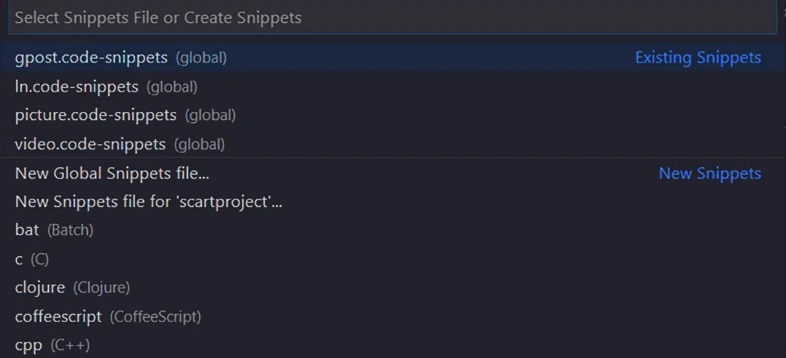 Select Snippets File or Create Snippets
gpost.code-snippets (global) Existing Snippets
ln.code-snippets (global)
picture.code-snippets (global)
video.code-snippets (global)
New Global Snippets file... New Snippets
New Snippets file for 'scartproject'...
bat (Batch)
c (C)
clojure (Clojure)
coffeescript (CoffeeScript)
cpp (C++)